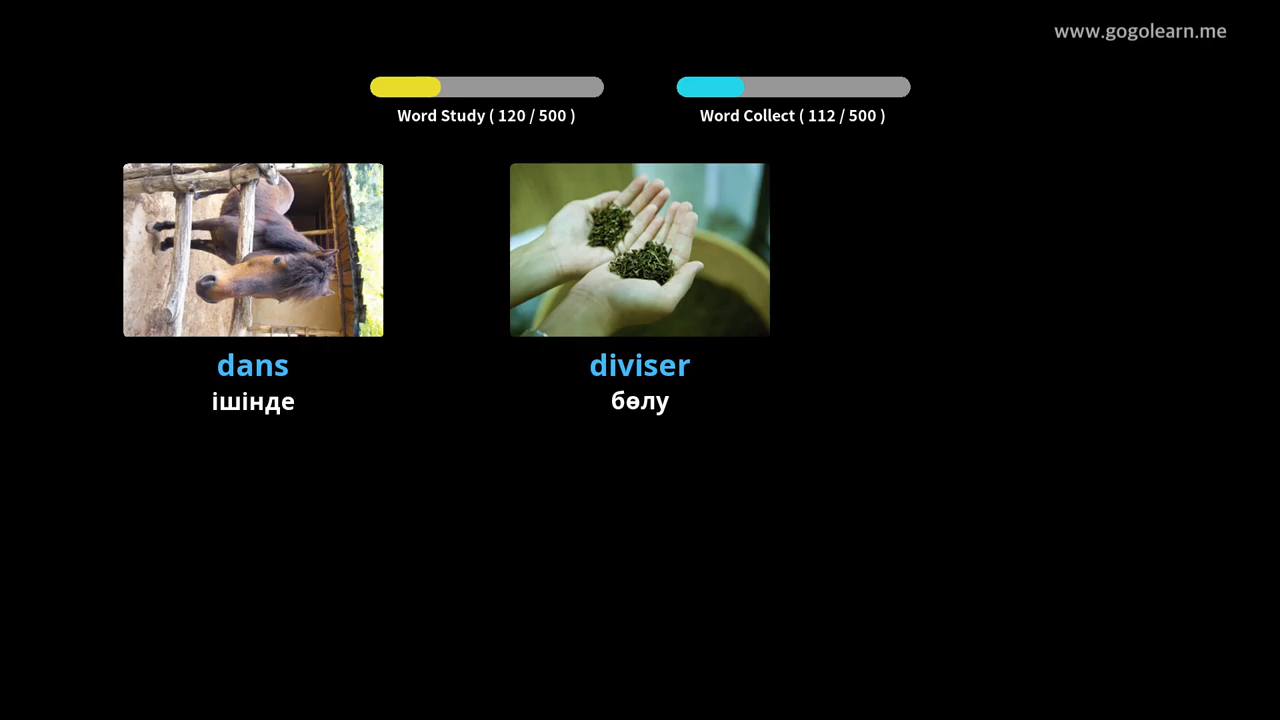 www.gogolearn.me
Word Study ( 120 / 500 )
Word Collect ( 112 / 500 )
dans
ішінде
diviser
бөлу